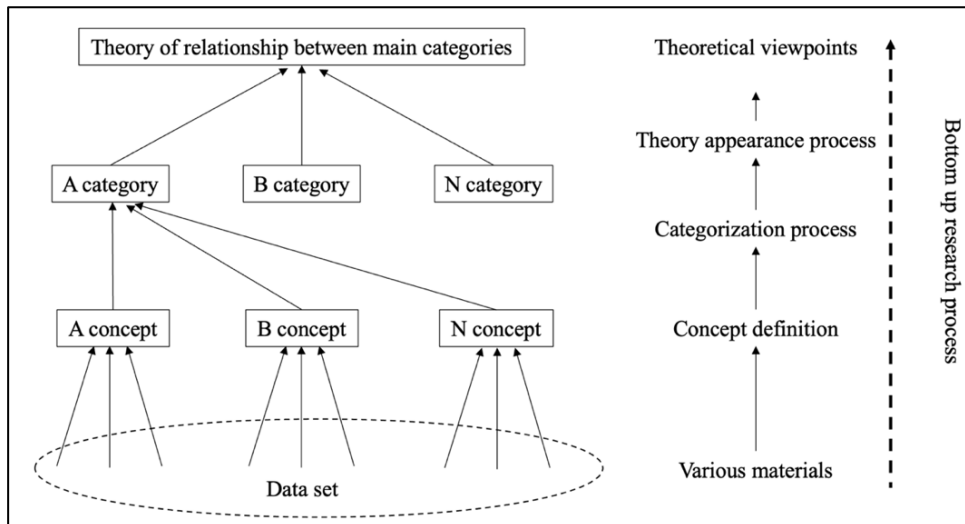 Theory of relationship between main categories
Theoretical viewpoints
Theory appearance process
A category
B category
N category
Categorization process
A concept
B concept
N concept
Concept definition
Data set
Various materials
Bottom up research process